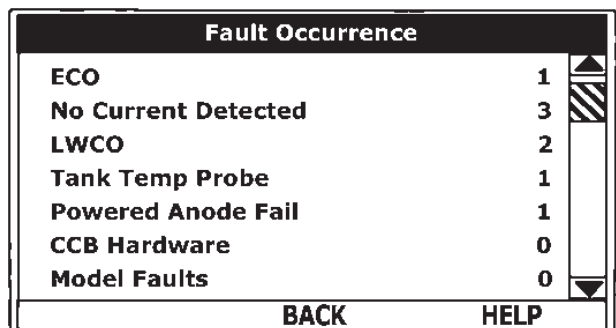 Fault Occurrence
ECO 1
No Current Detected 3
LWCO 2
Tank Temp Probe 1
Powered Anode Fail 1
CCB Hardware 0
Model Faults 0
BACK HELP